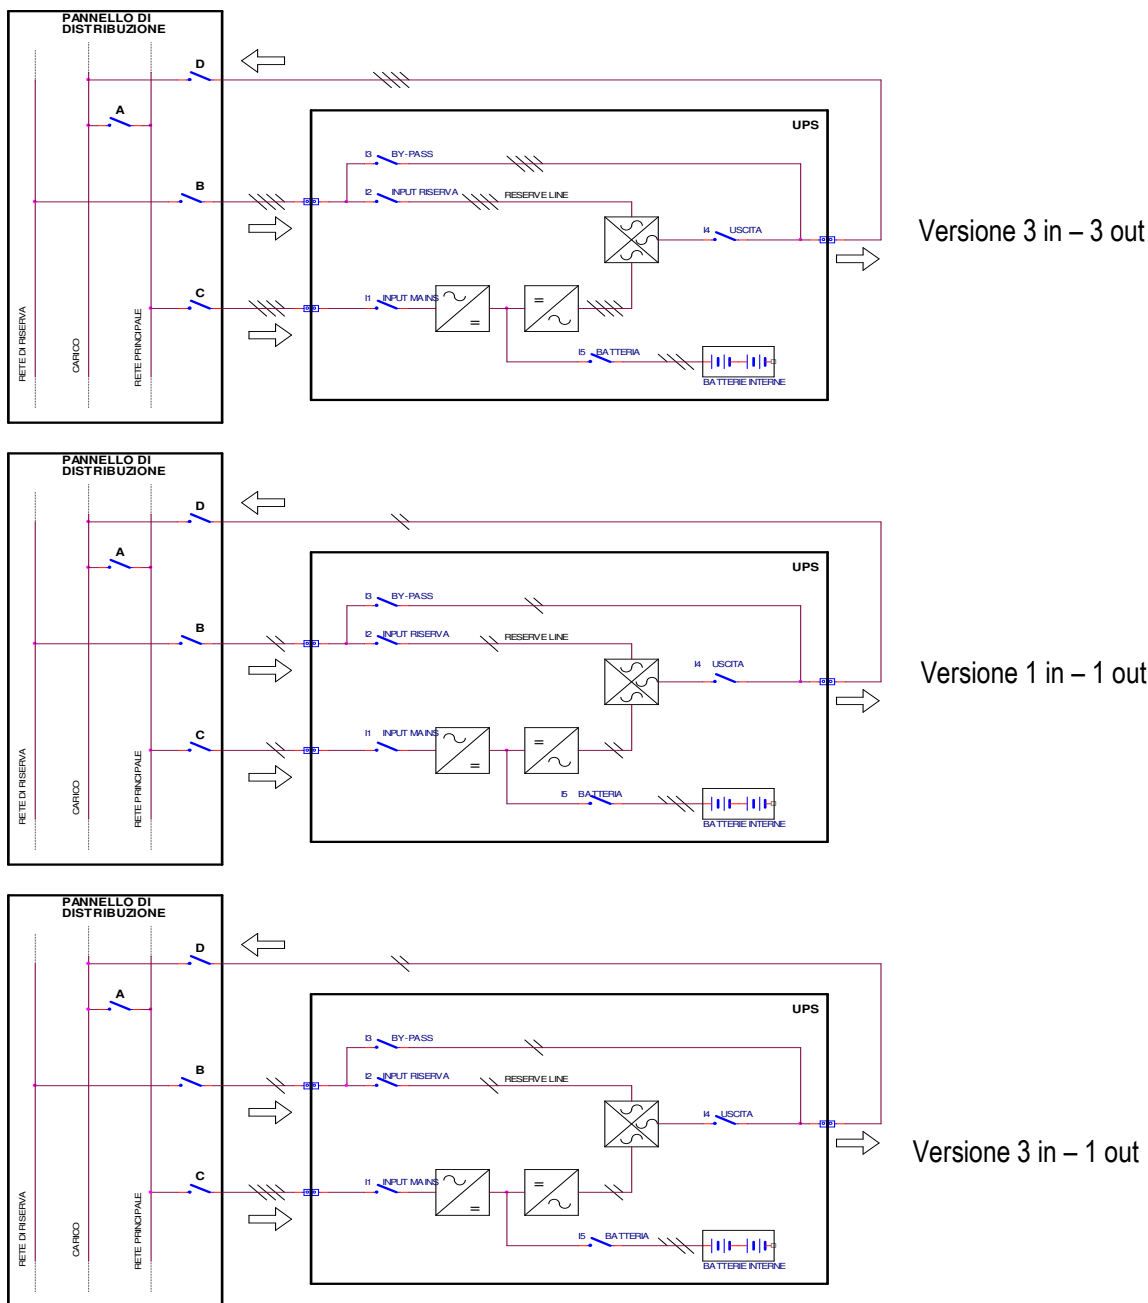 PANNELLO DI
DISTRIBUZIONE
D
A
UPS
I3 BY-PASS
B
I2 INPUT RISERVA
RESERVE LINE
I4 USCITA
Versione 3 in – 3 out
C
I1 INPUT MAINS
I5 BATTERIA
BATTERIE INTERNE
RETE DI RISERVA
CARICO
RETE PRINCIPALE
PANNELLO DI
DISTRIBUZIONE
D
A
UPS
I3 BY-PASS
B
I2 INPUT RISERVA
RESERVE LINE
I4 USCITA
Versione 1 in – 1 out
C
I1 INPUT MAINS
I5 BATTERIA
BATTERIE INTERNE
RETE DI RISERVA
CARICO
RETE PRINCIPALE
PANNELLO DI
DISTRIBUZIONE
D
A
UPS
I3 BY-PASS
B
I2 INPUT RISERVA
RESERVE LINE
I4 USCITA
Versione 3 in – 1 out
C
I1 INPUT MAINS
I5 BATTERIA
BATTERIE INTERNE
RETE DI RISERVA
CARICO
RETE PRINCIPALE